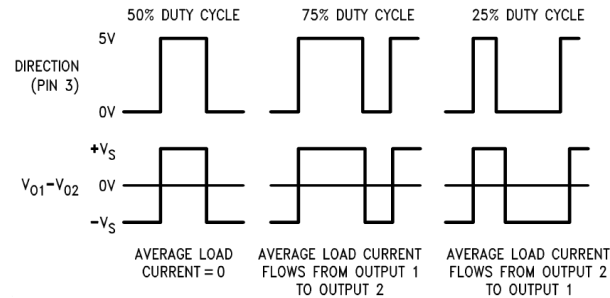 50% DUTY CYCLE 75% DUTY CYCLE 25% DUTY CYCLE
5V
DIRECTION
(PIN 3)
0V
+VS
VO1−VO2 0V
−VS
AVERAGE LOAD
CURRENT = 0
AVERAGE LOAD CURRENT
FLOWS FROM OUTPUT 1
TO OUTPUT 2
AVERAGE LOAD CURRENT
FLOWS FROM OUTPUT 2
TO OUTPUT 1